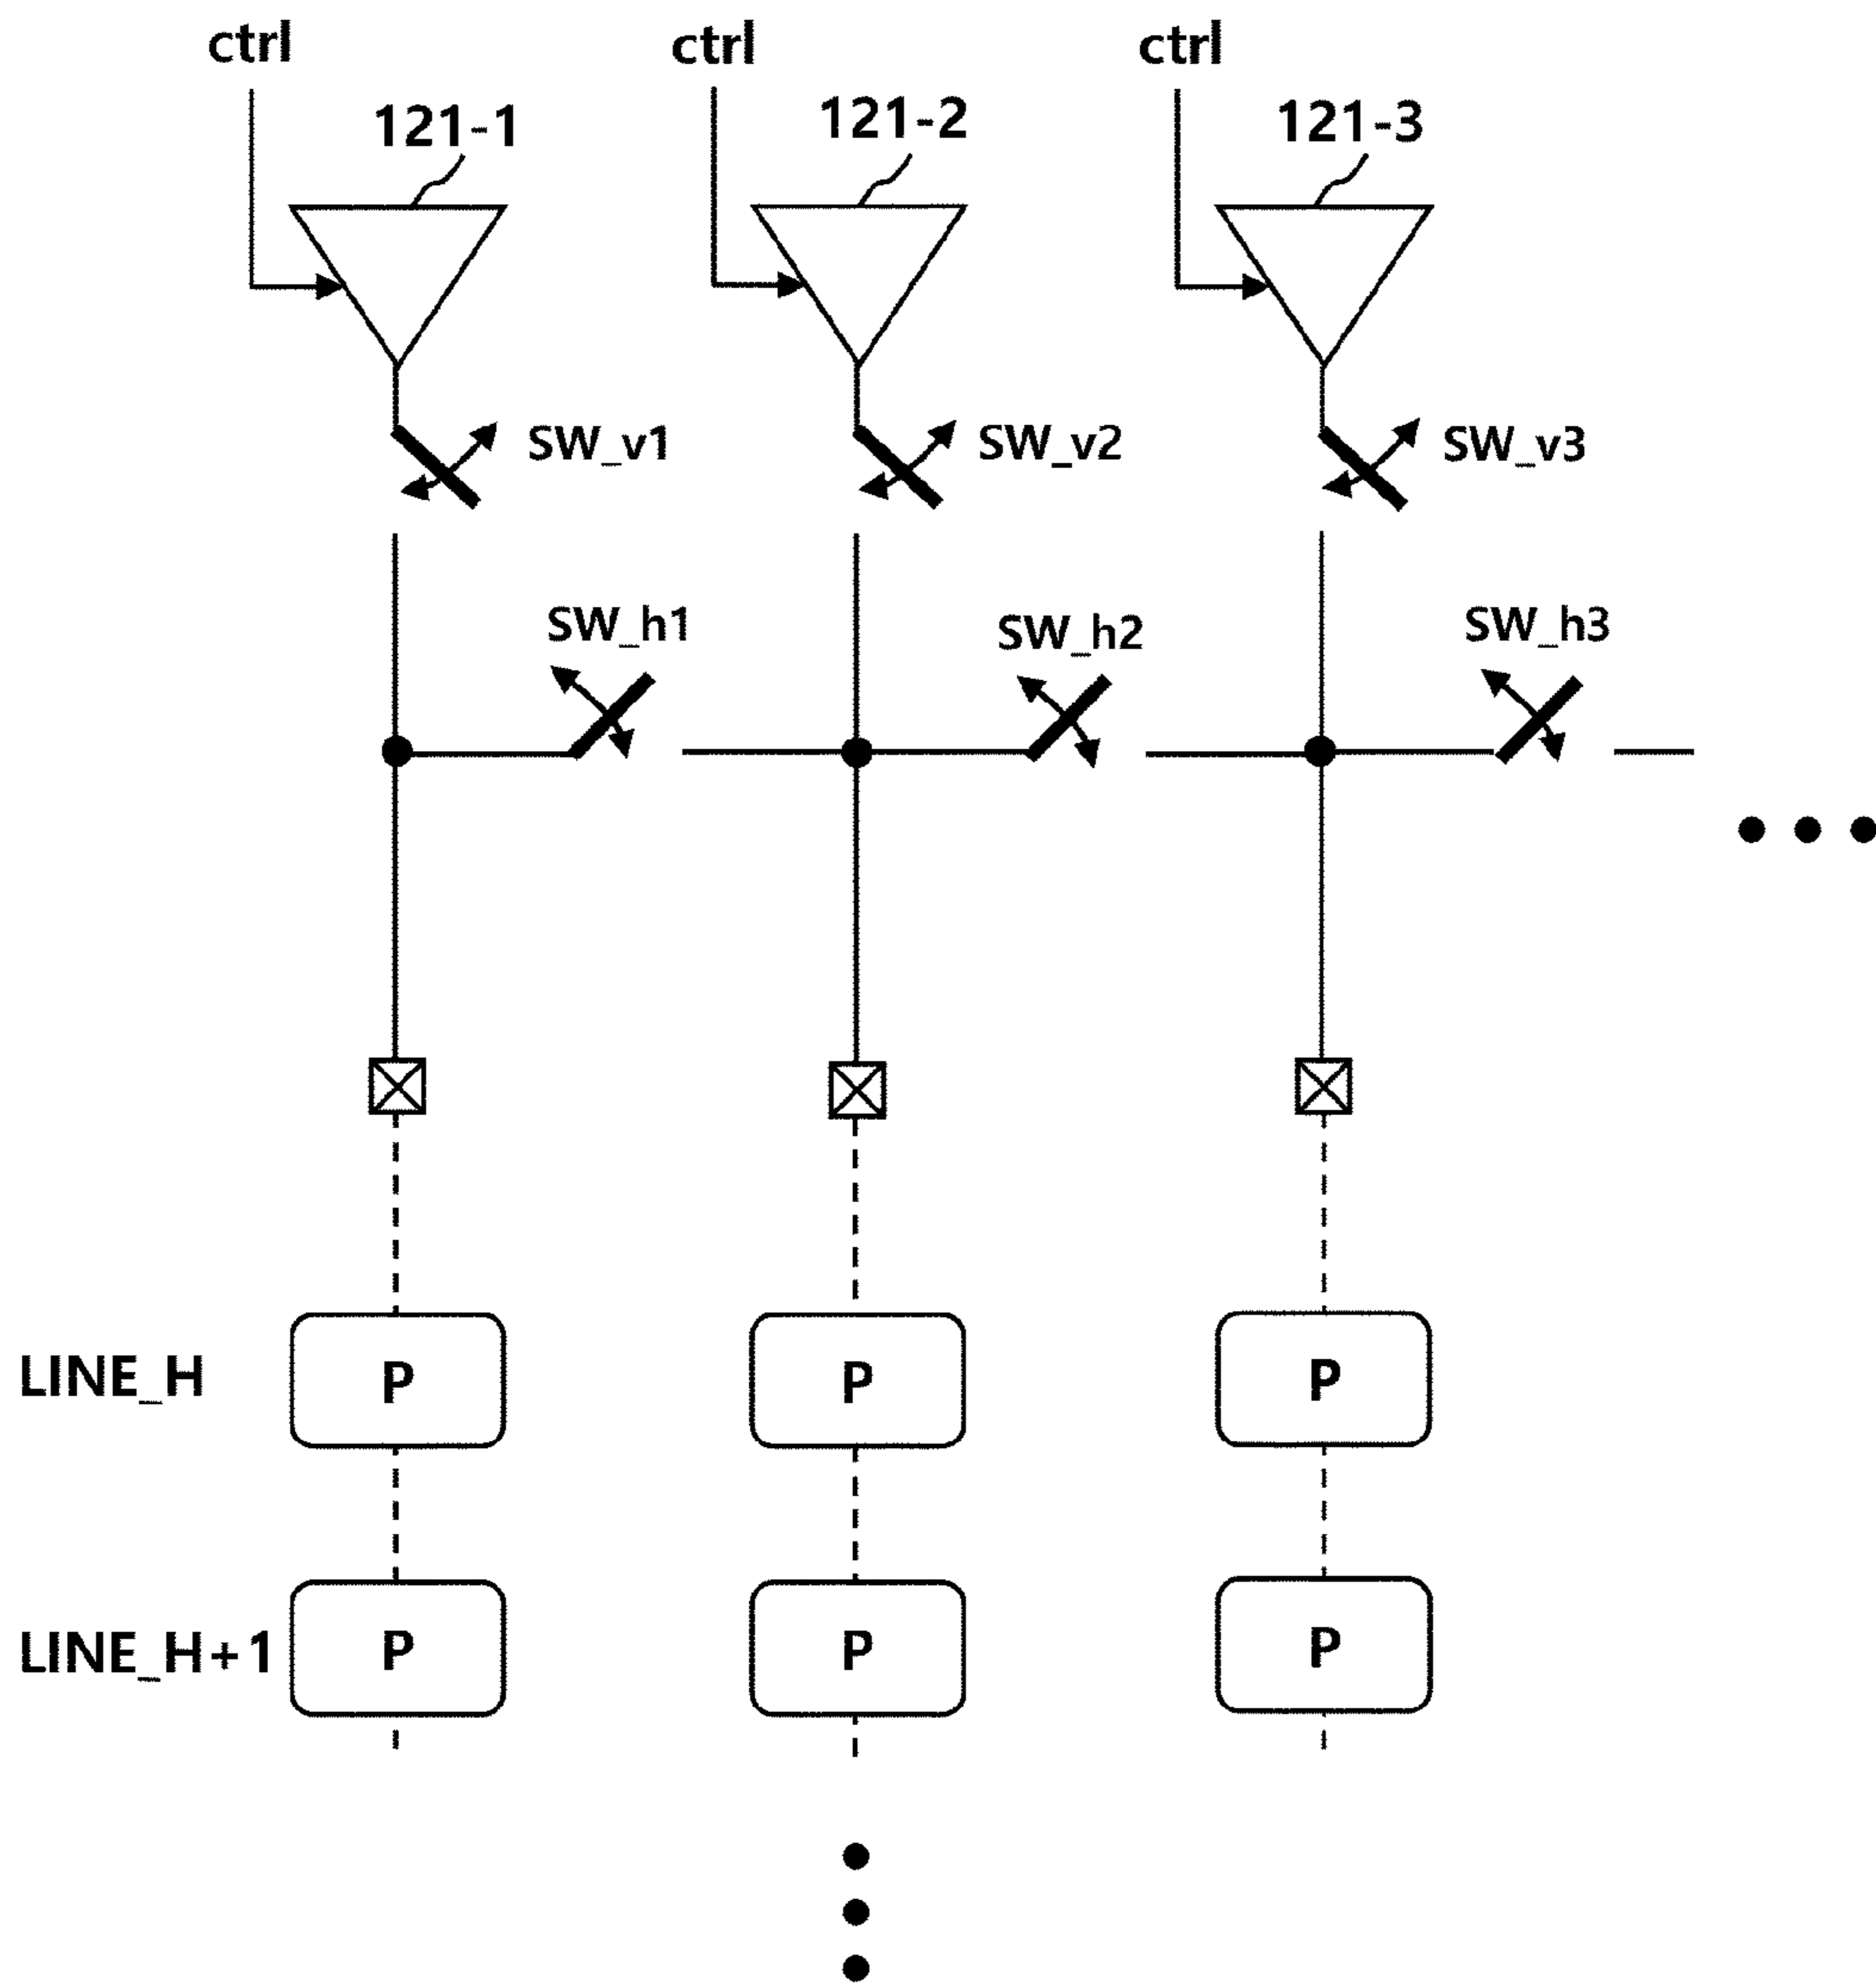 ctrl ctrl ctrl
121-1 121-2 121-3
SW_v1 SW_v2 SW_v3
SW_h1 SW_h2 SW_h3
LINE_H P P P
LINE_H+1 P P P